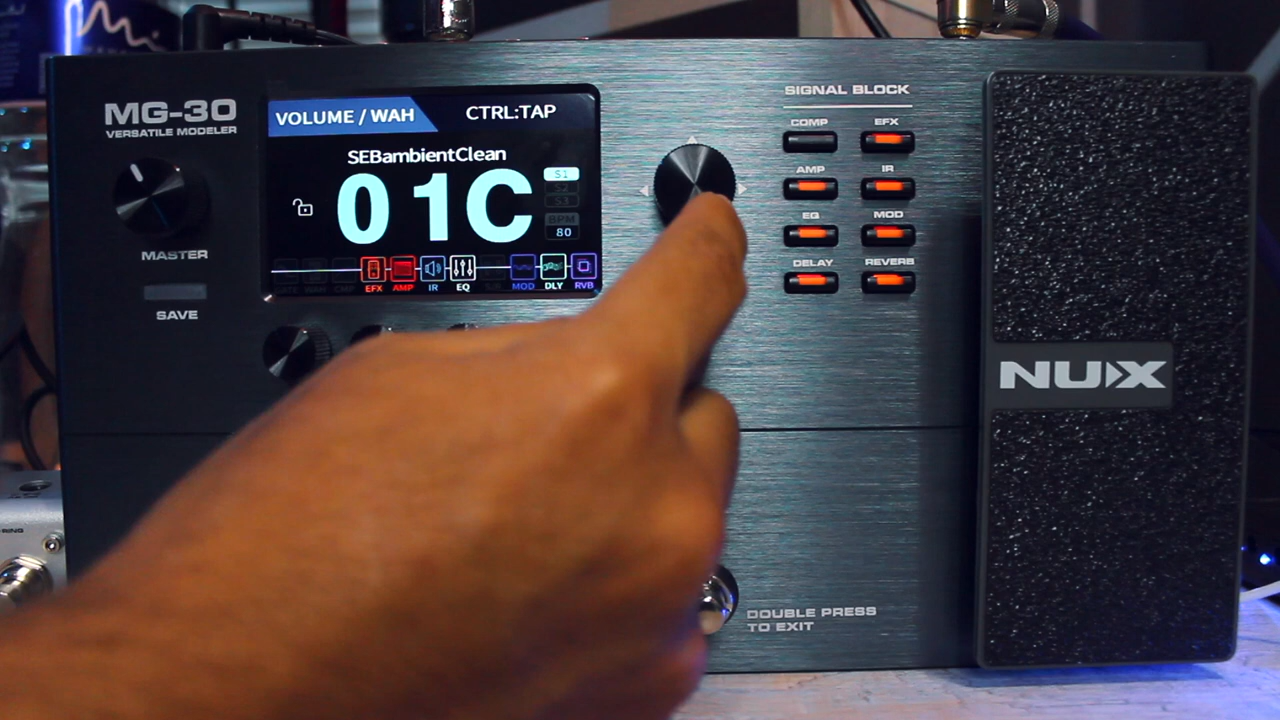 MG-30
VERSATILE MODELER
MASTER
SAVE
VOLUME / WAH
CTRL:TAP
SEBambientClean
01C
S1
S2
S3
BPM
80
EFX
AMP
IR
EQ
MOD
DLY
RVB
SIGNAL BLOCK
COMP
EFX
AMP
IR
EQ
MOD
DELAY
REVERB
NUX
DOUBLE PRESS
TO EXIT